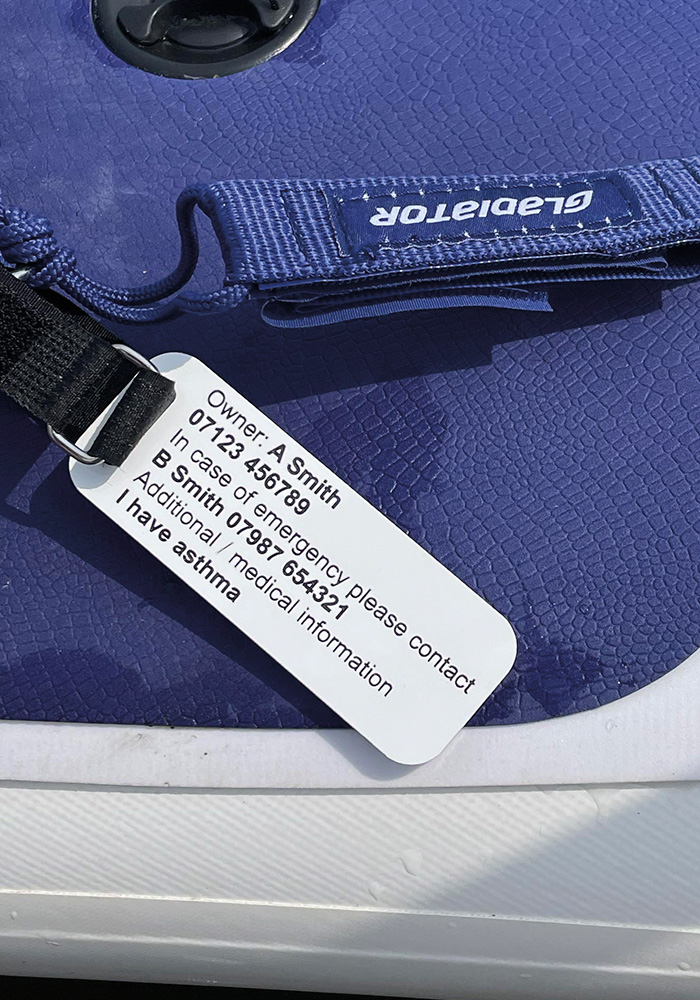 GLADIATOR
Owner: A Smith
07123 456789
In case of emergency please contact
B Smith 07987 654321
Additional / medical information
I have asthma